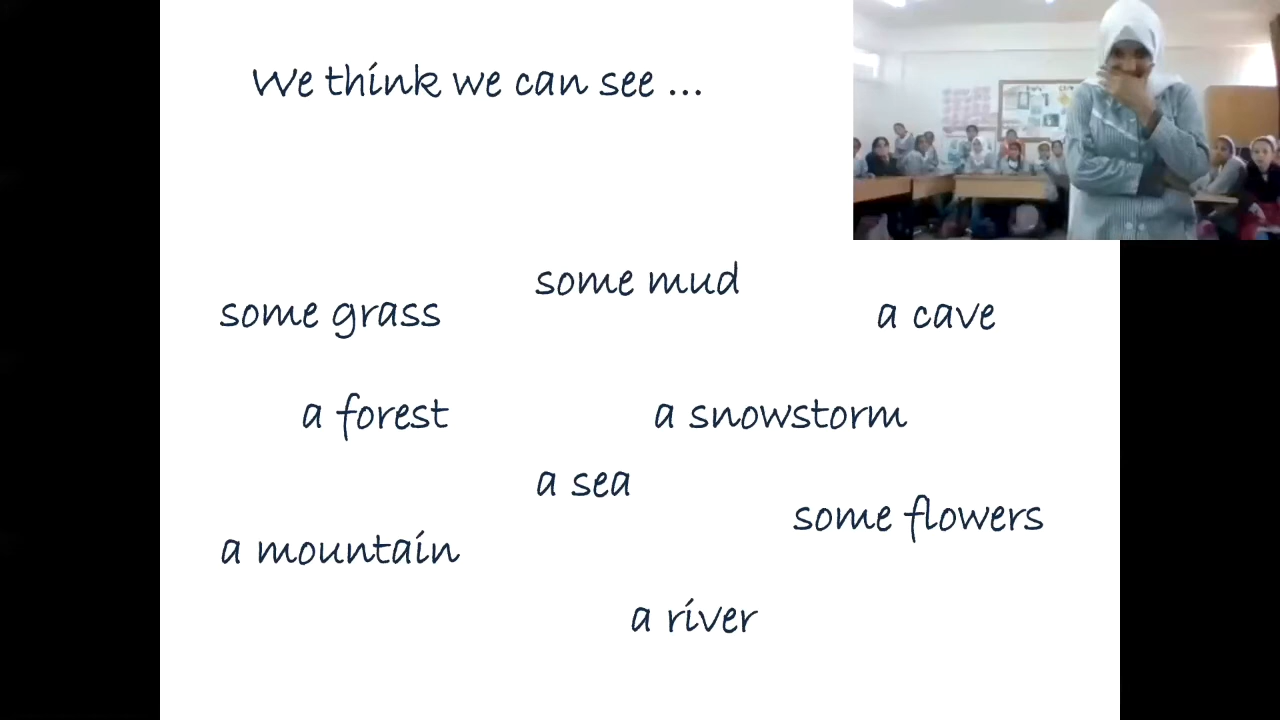 We think we can see ...
some mud
some grass
a cave
a forest
a snowstorm
a sea
some flowers
a mountain
a river